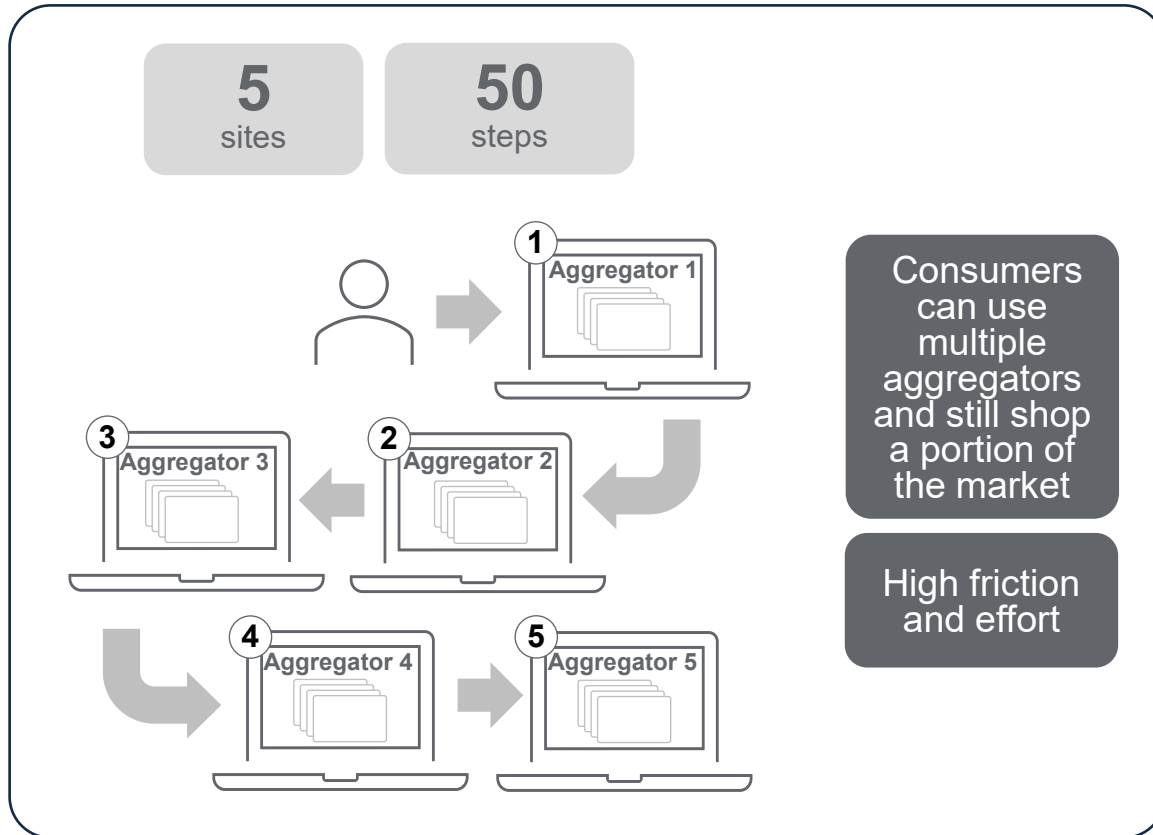 5
sites
50
steps
1
Aggregator 1
3
Aggregator 3
2
Aggregator 2
4
Aggregator 4
5
Aggregator 5
Consumers
can use
multiple
aggregators
and still shop
a portion of
the market
High friction
and effort